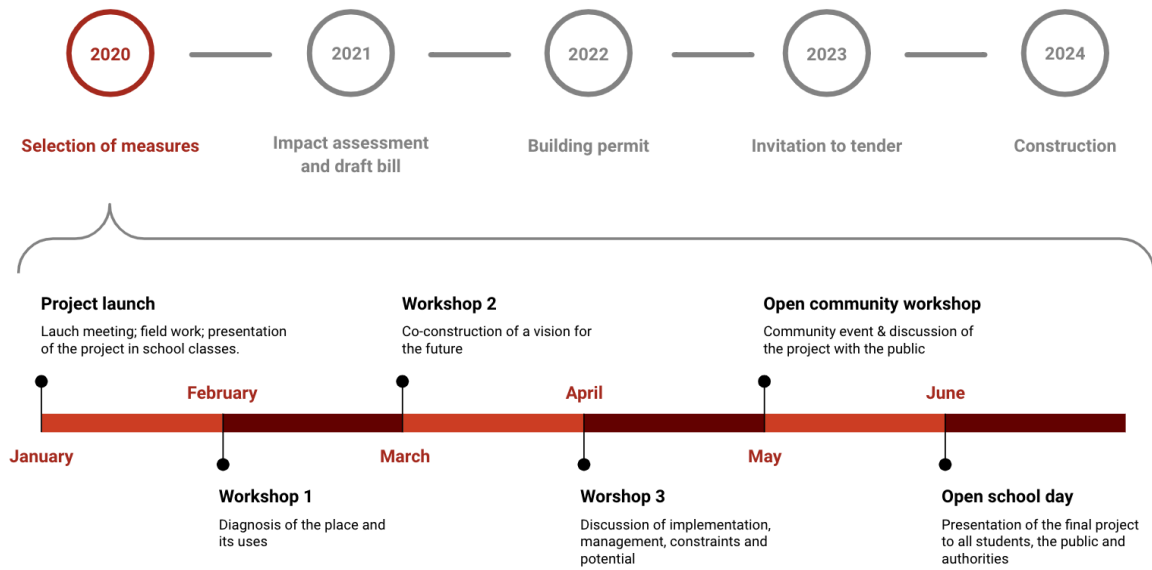 2020
2021
2022
2023
2024
Selection of measures
Impact assessment
and draft bill
Building permit
Invitation to tender
Construction
Project launch
Lauch meeting; field work; presentation
of the project in school classes.
Workshop 2
Co-construction of a vision for
the future
Open community workshop
Community event & discussion of
the project with the public
February
April
June
January
March
May
Workshop 1
Diagnosis of the place and
its uses
Worshop 3
Discussion of implementation,
management, constraints and
potential
Open school day
Presentation of the final project
to all students, the public and
authorities